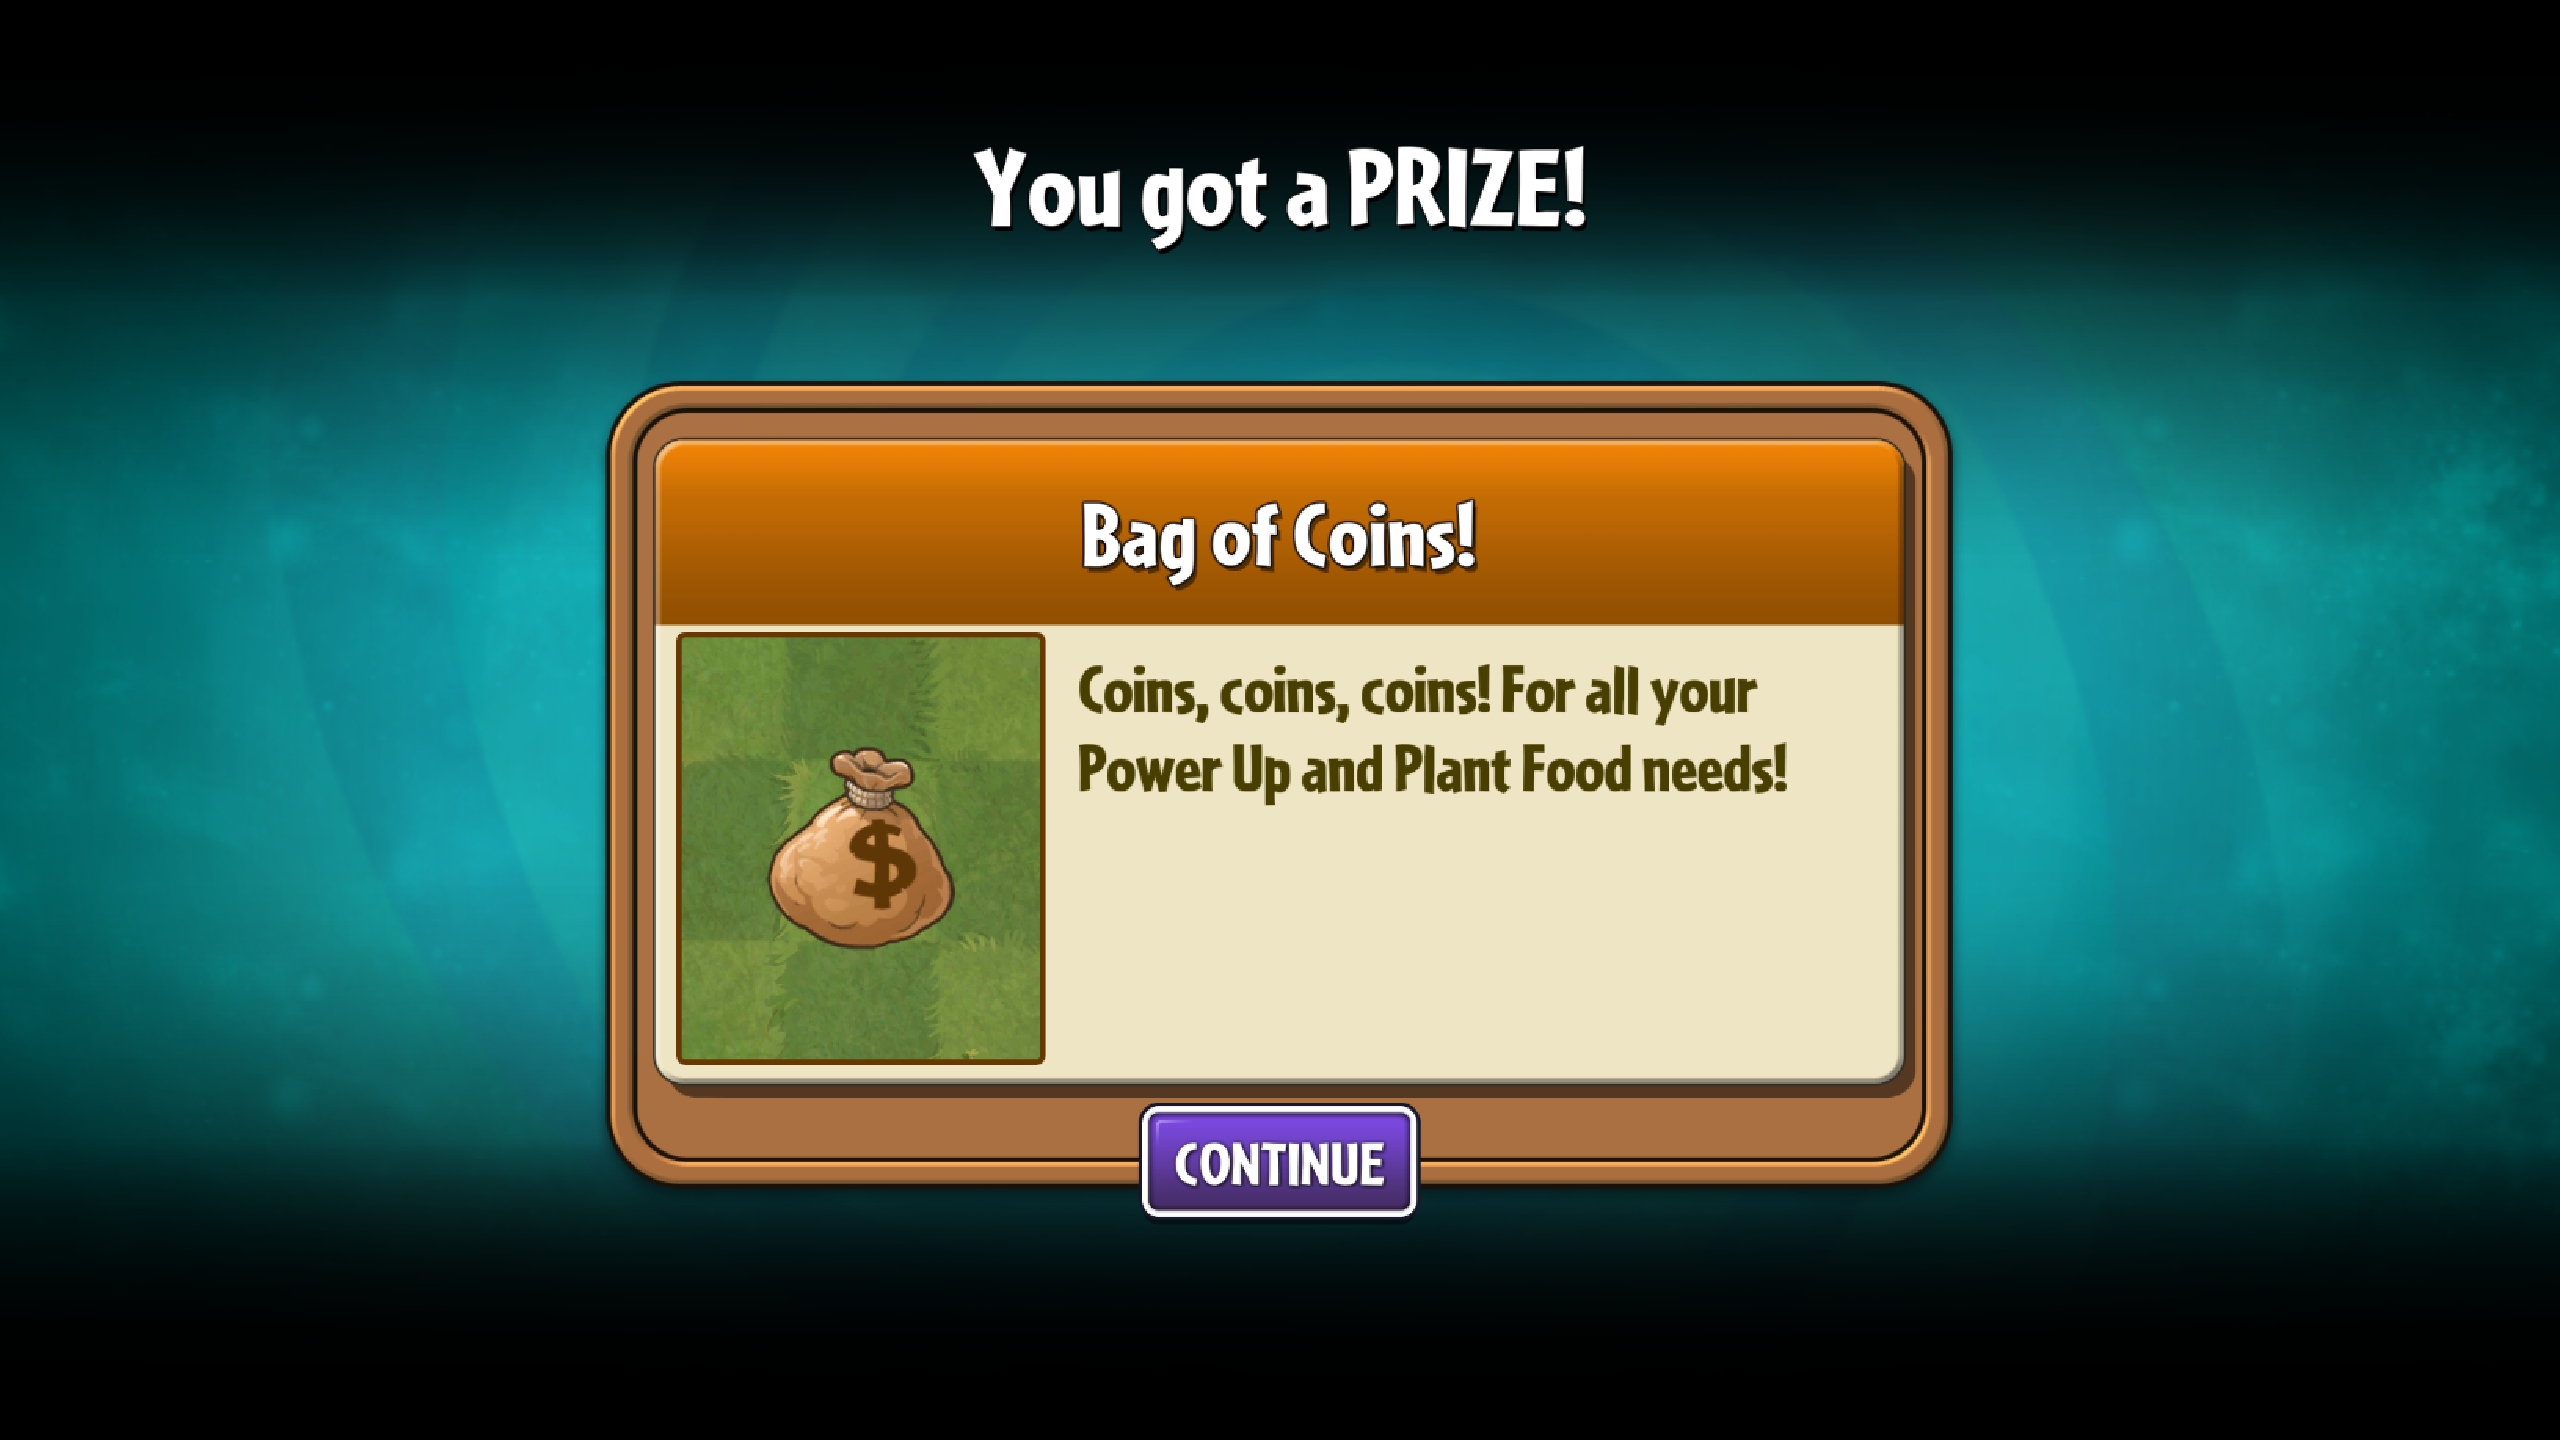 You got a PRIZE!
Bag of Coins!
Coins, coins, coins! For all your
Power Up and Plant Food needs!
$
CONTINUE